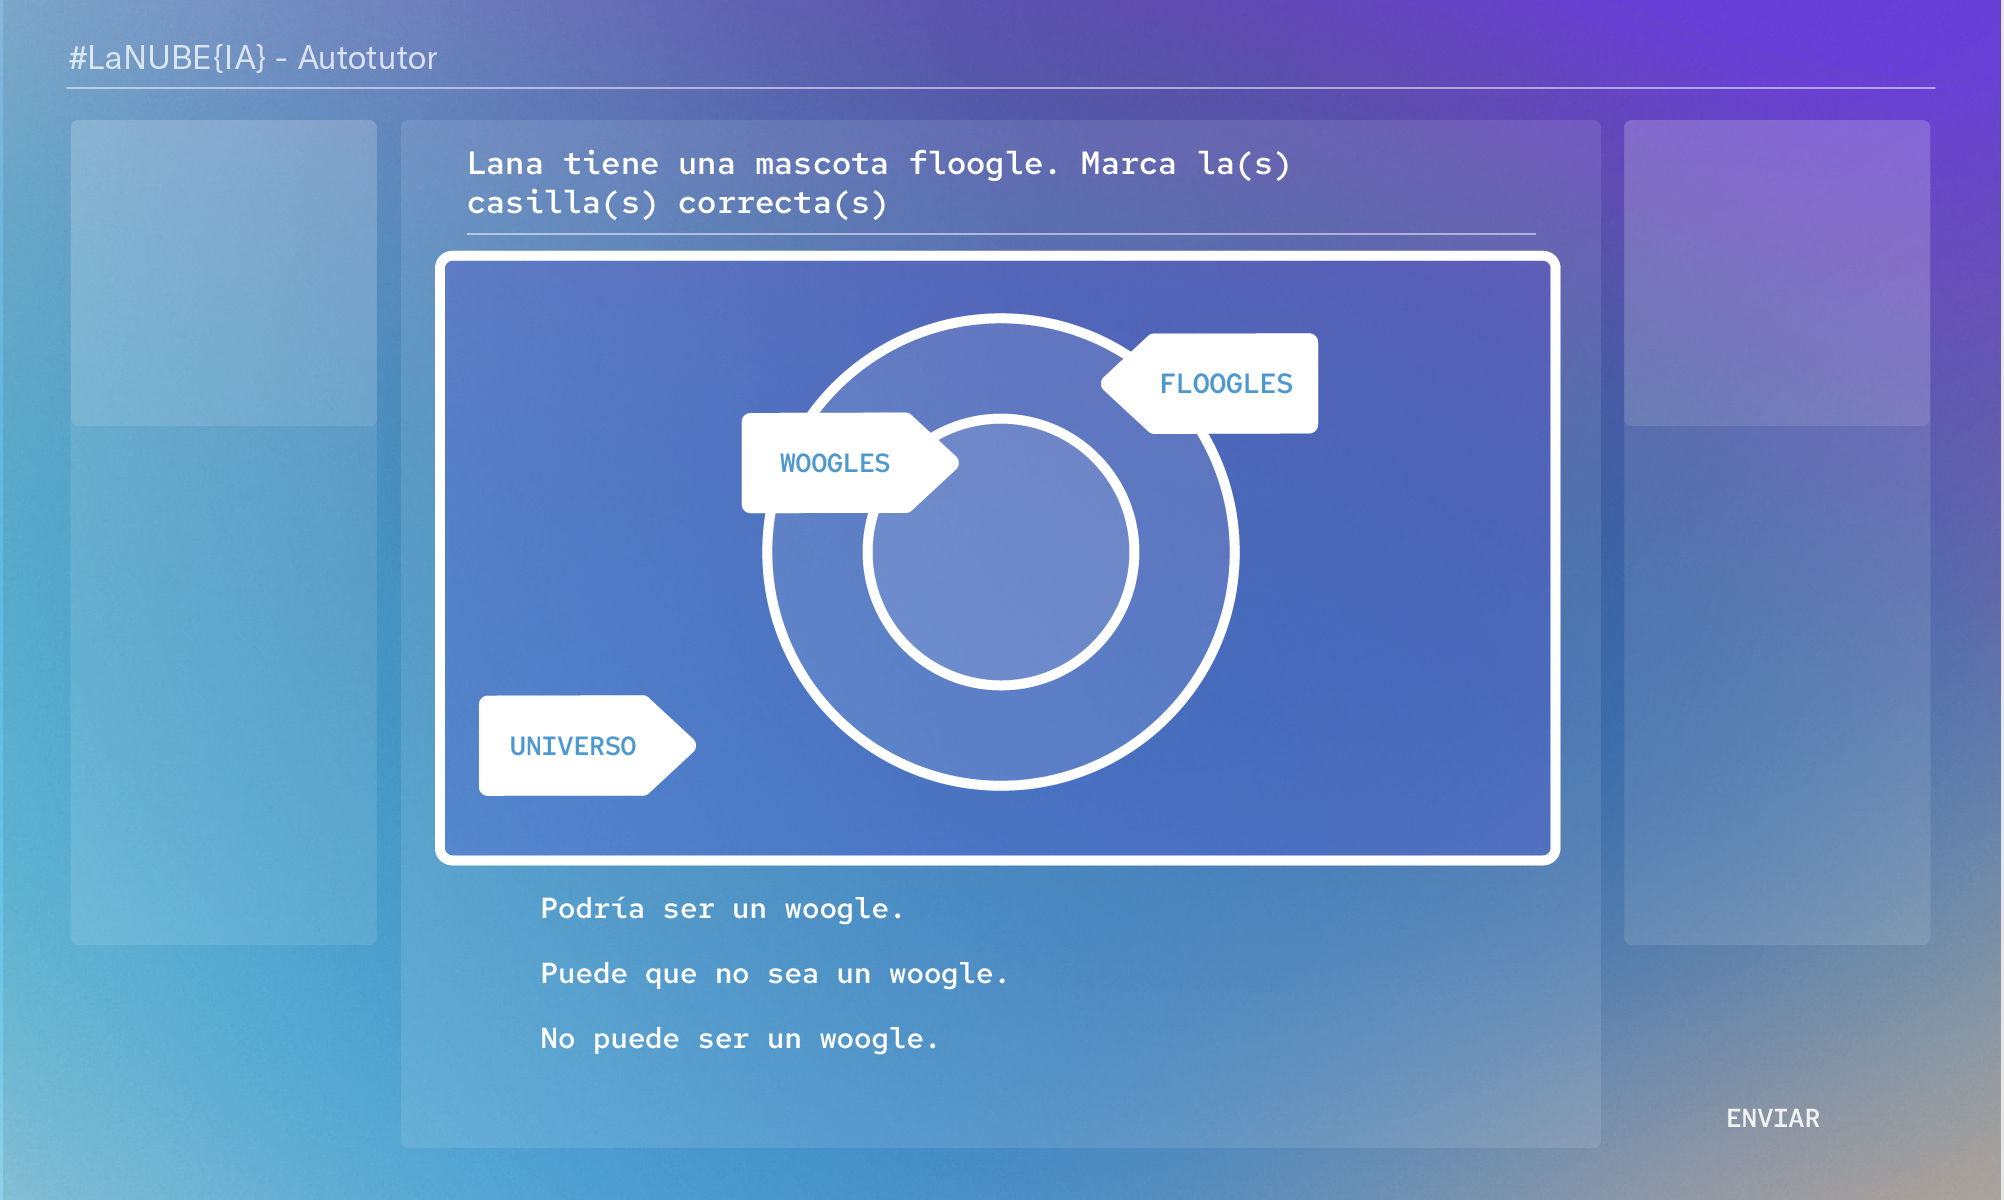 #LaNUBE{IA} - Autotutor
Lana tiene una mascota floogle. Marca la(s)
casilla(s) correcta(s)
FLOOGLES
WOOGLES
UNIVERSO
Podría ser un woogle.
Puede que no sea un woogle.
No puede ser un woogle.
ENVIAR